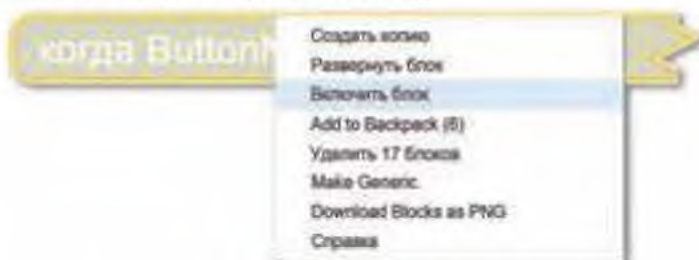 когда Button
Создать копию
Развернуть блок
Включить блок
Add to Backpack (6)
Удалить 17 блоков
Make Generic
Download Blocks as PNG
Справка